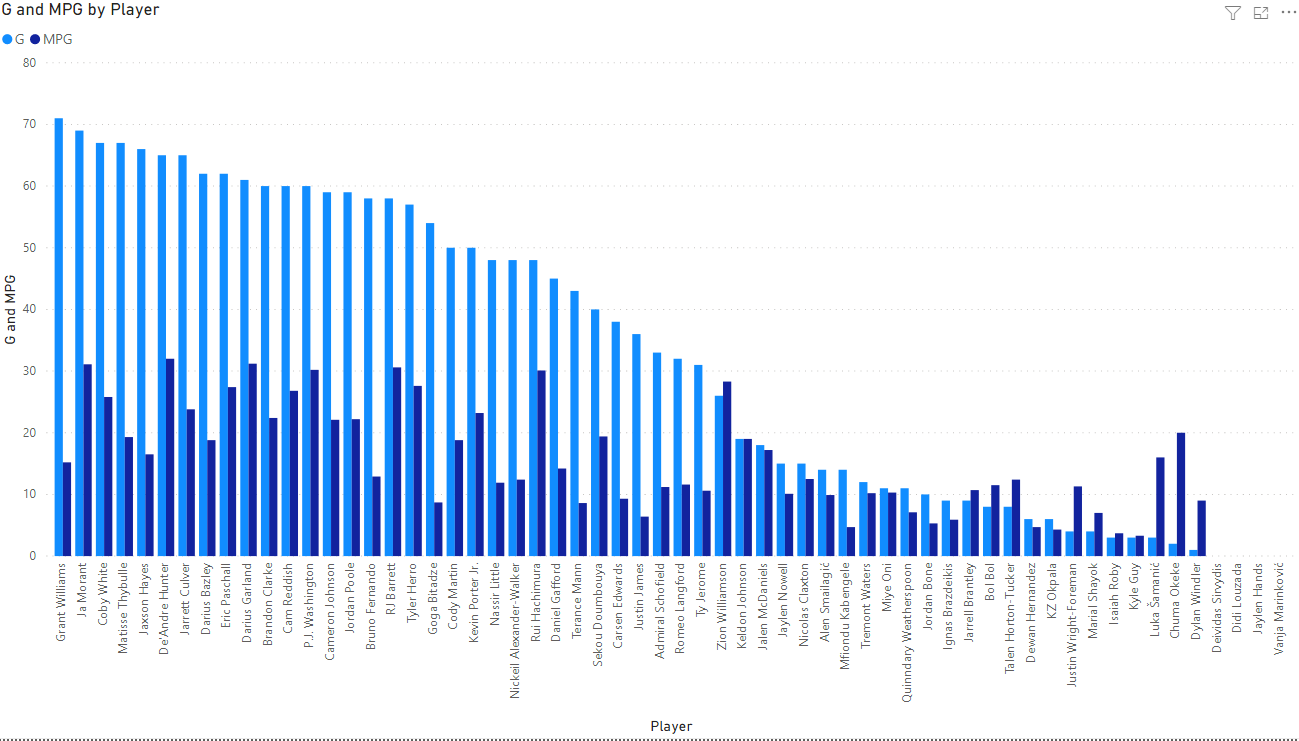 G and MPG by Player
G MPG
80
70
60
50
40
30
20
10
0
G and MPG
Grant Williams
Ja Morant
Coby White
Matisse Thybulle
Jaxson Hayes
De'Andre Hunter
Jarrett Culver
Darius Bazley
Eric Paschall
Darius Garland
Brandon Clarke
Cam Reddish
P.J. Washington
Cameron Johnson
Jordan Poole
Bruno Fernando
RJ Barrett
Tyler Herro
Goga Bitadze
Cody Martin
Kevin Porter Jr.
Nassir Little
Nickeil Alexander-Walker
Rui Hachimura
Daniel Gafford
Terance Mann
Sekou Doumbouya
Carsen Edwards
Justin James
Admiral Schofield
Romeo Langford
Ty Jerome
Zion Williamson
Keldon Johnson
Jalen McDaniels
Jaylen Nowell
Nicolas Claxton
Alen Smailagić
Mfiondu Kabengele
Tremont Waters
Miye Oni
Quinndary Weatherspoon
Jordan Bone
Ignas Brazdeikis
Jarrell Brantley
Bol Bol
Talen Horton-Tucker
Dewan Hernandez
KZ Okpala
Justin Wright-Foreman
Marial Shayok
Isaiah Roby
Kyle Guy
Luka Šamanić
Chuma Okeke
Dylan Windler
Deividas Sirvydis
Didi Louzada
Jaylen Hands
Vanja Marinković
Player